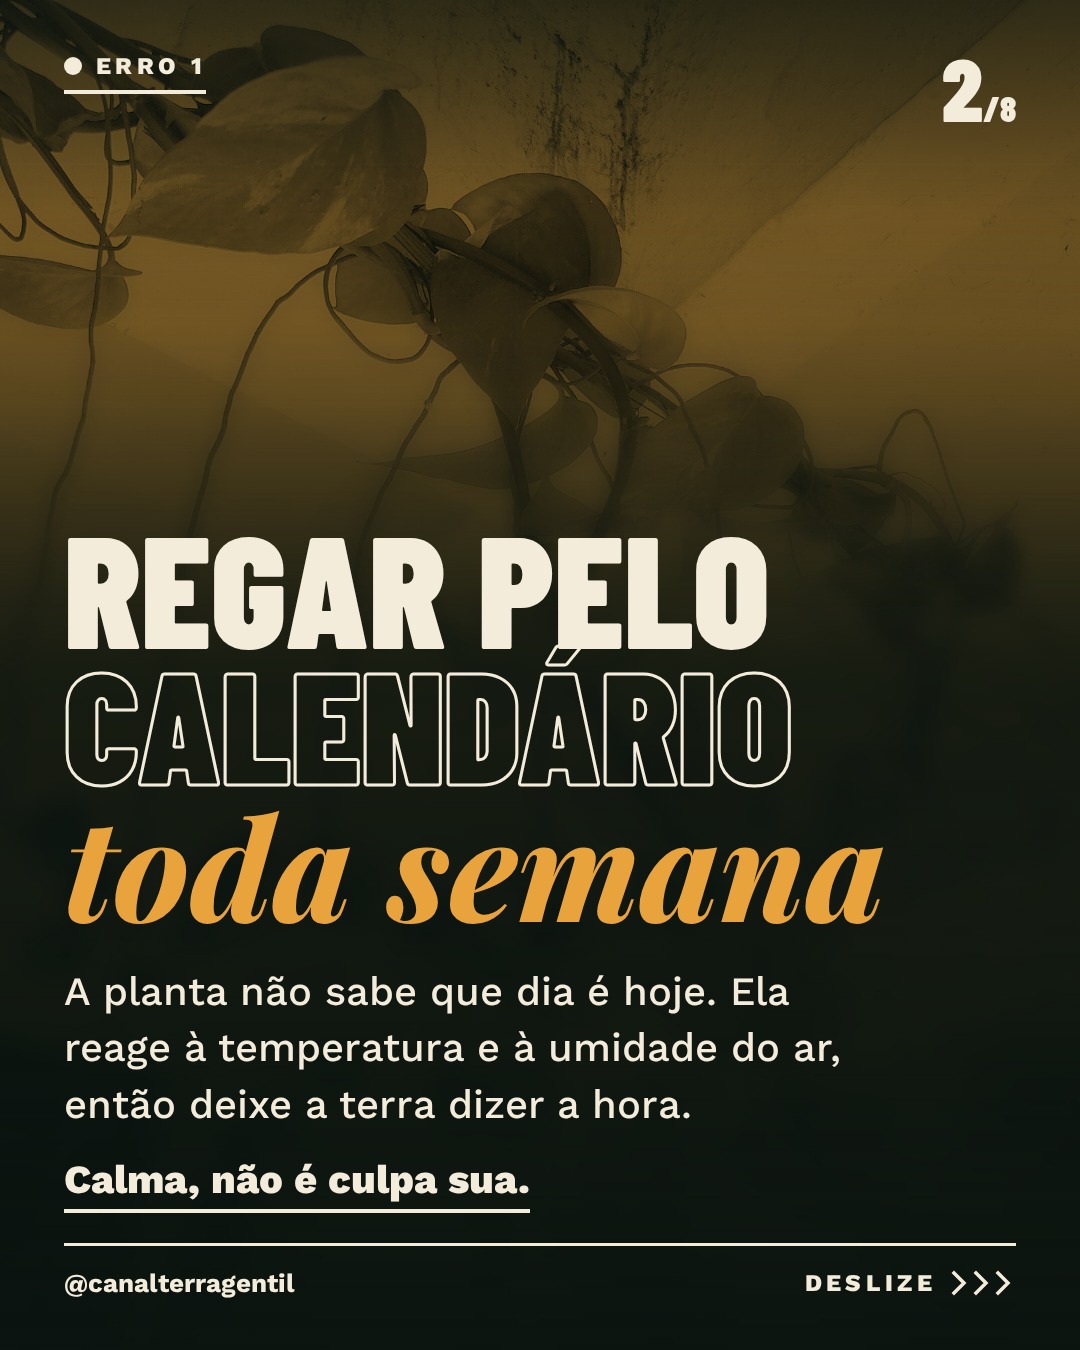 ERRO 1
2/8
REGAR PELO
CALENDÁRIO
toda semana
A planta não sabe que dia é hoje. Ela
reage à temperatura e à umidade do ar,
então deixe a terra dizer a hora.
Calma, não é culpa sua.
@canalterragentil
DESLIZE